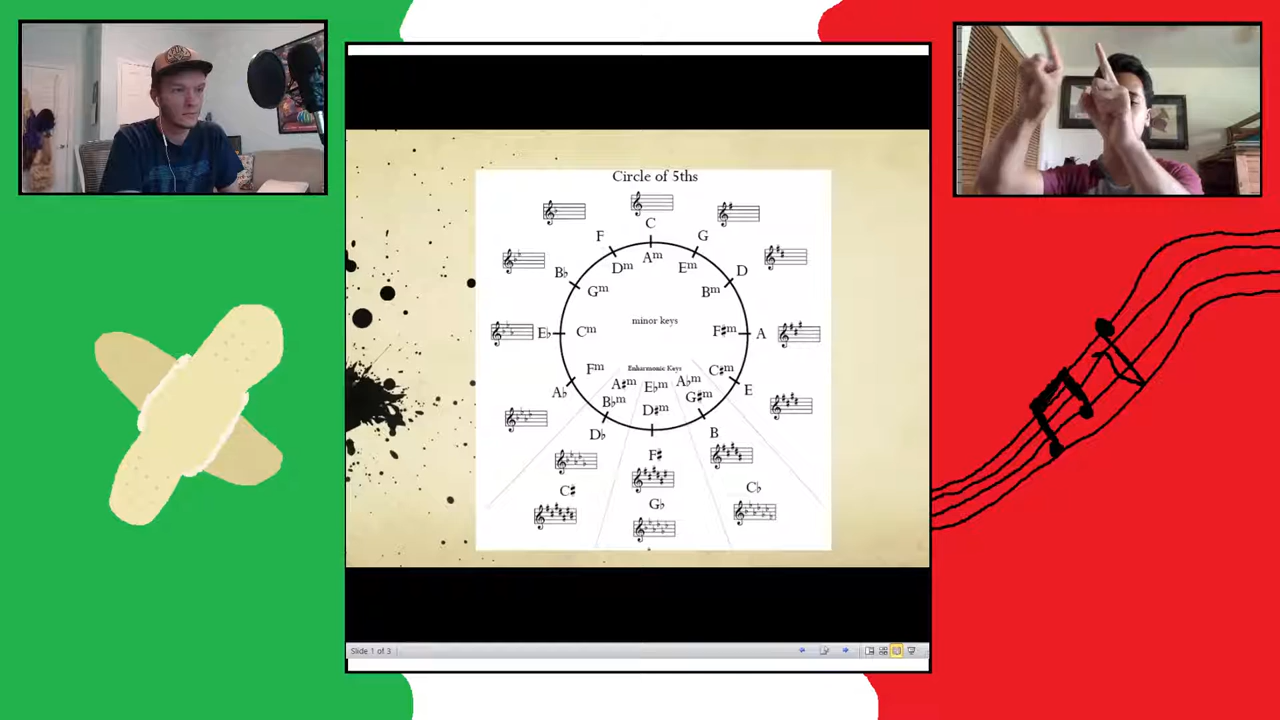 Circle of 5ths
C
F
G
Am
Dm
Em
B♭
D
Gm
Bm
minor keys
E♭
Cm
F♯m
A
Fm
Enharmonic Keys
C♯m
A♯m
E♭m
A♭m
A♭
B♭m
G♯m
E
D♯m
D♭
B
F♯
C♯
C♭
G♭
Slide 1 of 3